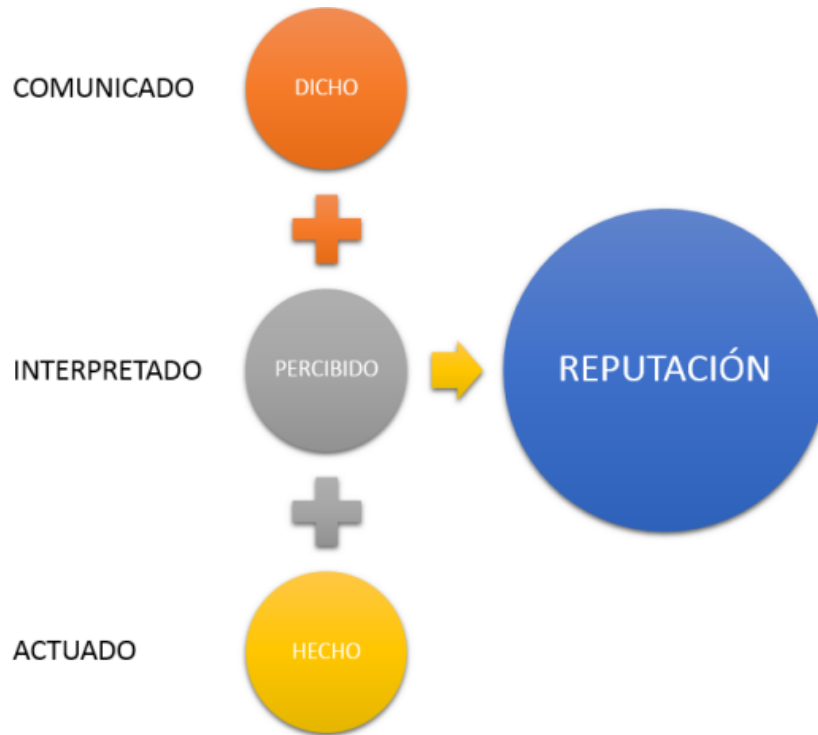 COMUNICADO
DICHO
INTERPRETADO
PERCIBIDO
REPUTACIÓN
ACTUADO
HECHO